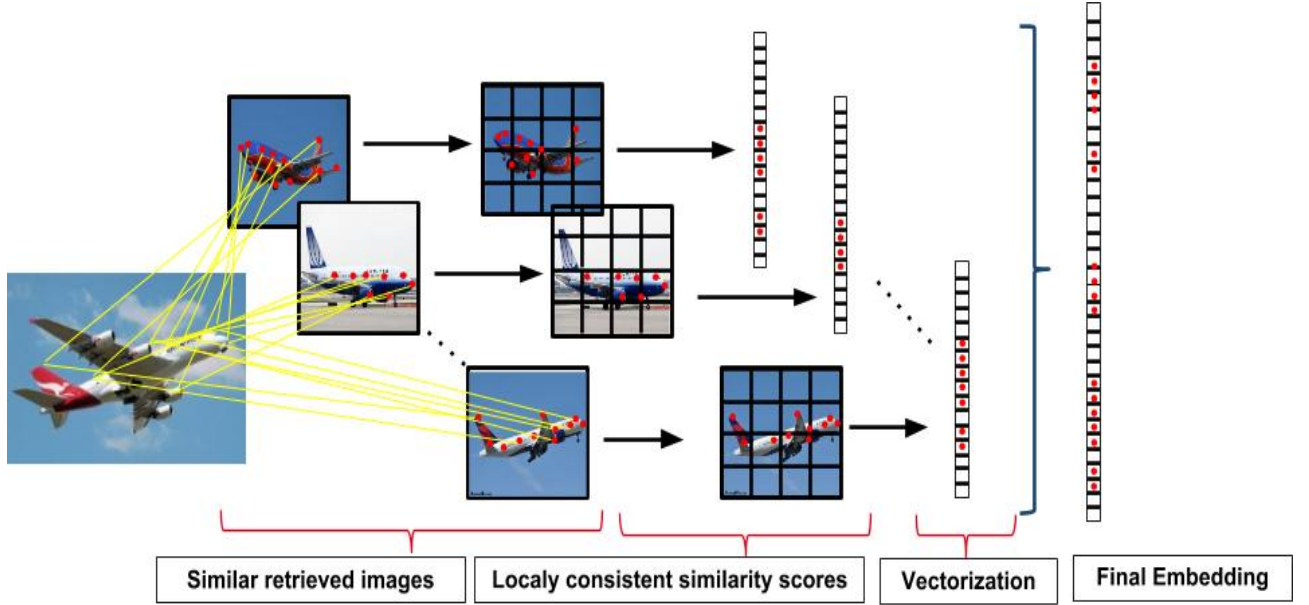 Similar retrieved images
Localy consistent similarity scores
Vectorization
Final Embedding